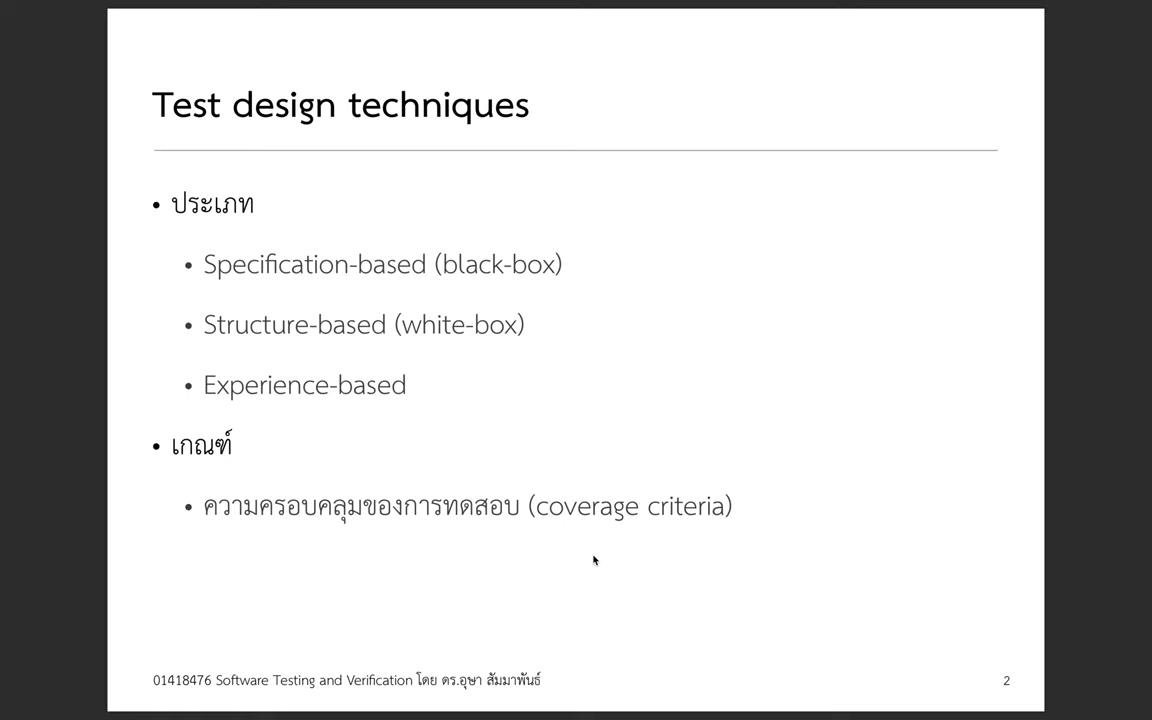 Test design techniques
• ประเภท
• Specification-based (black-box)
• Structure-based (white-box)
• Experience-based
• เกณฑ์
• ความครอบคลุมของการทดสอบ (coverage criteria)
01418476 Software Testing and Verification โดย ดร.อุษา สัมมาพันธ์
2